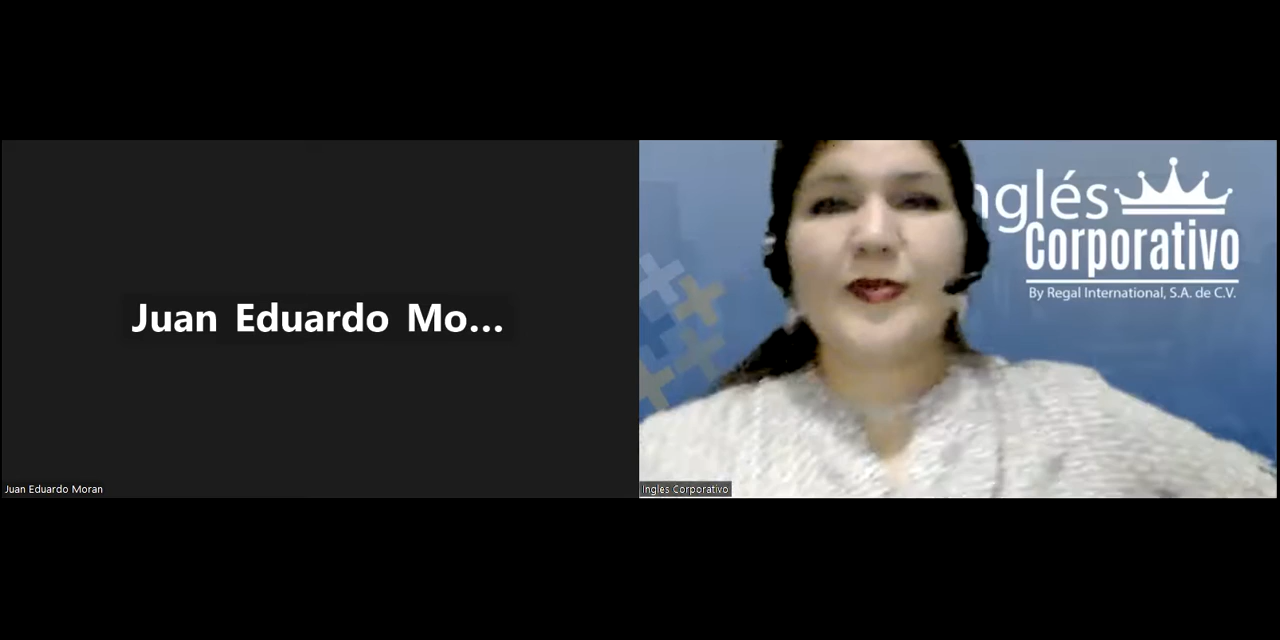 Juan Eduardo Mo...
Juan Eduardo Moran
nglés
Corporativo
By Regal International, S.A. de C.V.
Inglés Corporativo